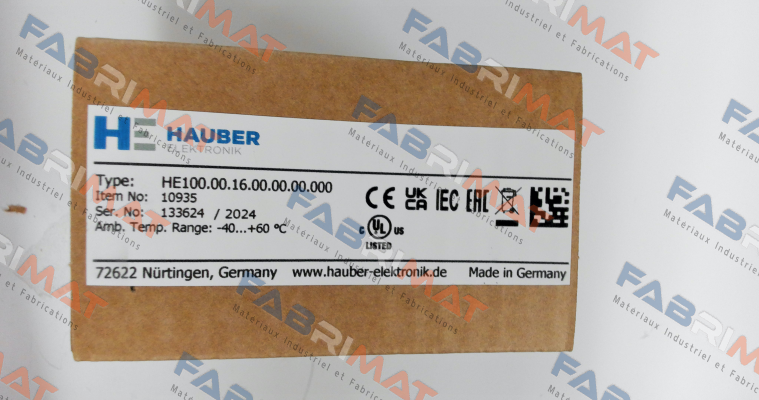 HE HAUBER
ELEKTRONIK
Type: HE100.00.16.00.00.00.000
Item No: 10935
Ser. No: 133624 / 2024
Amb. Temp. Range: -40...+60 °C
CE UK CA IEC EAC
C UL US
LISTED
72622 Nürtingen, Germany www.hauber-elektronik.de Made in Germany
FABRIMAT
Matériaux Industriel et Fabrications